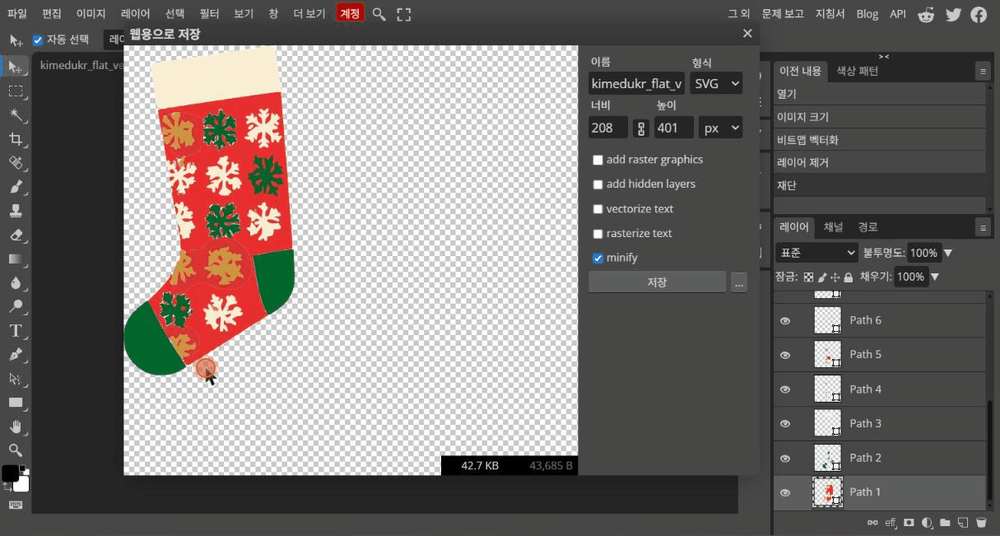 파일 편집 이미지 레이어 선택 필터 보기 창 더 보기 계정 그 외 문제 보고 지침서 Blog API
자동 선택
kimedukr_flat_ve
웹용으로 저장
이름 형식
kimedukr_flat_v SVG
너비 높이
208 401 px
add raster graphics
add hidden layers
vectorize text
rasterize text
minify
저장 ...
42.7 KB 43,685 B
이전 내용 색상 패턴
열기
이미지 크기
비트맵 벡터화
레이어 제거
재단
레이어 채널 경로
표준 불투명도: 100%
잠금: 채우기: 100%
Path 6
Path 5
Path 4
Path 3
Path 2
Path 1
eff